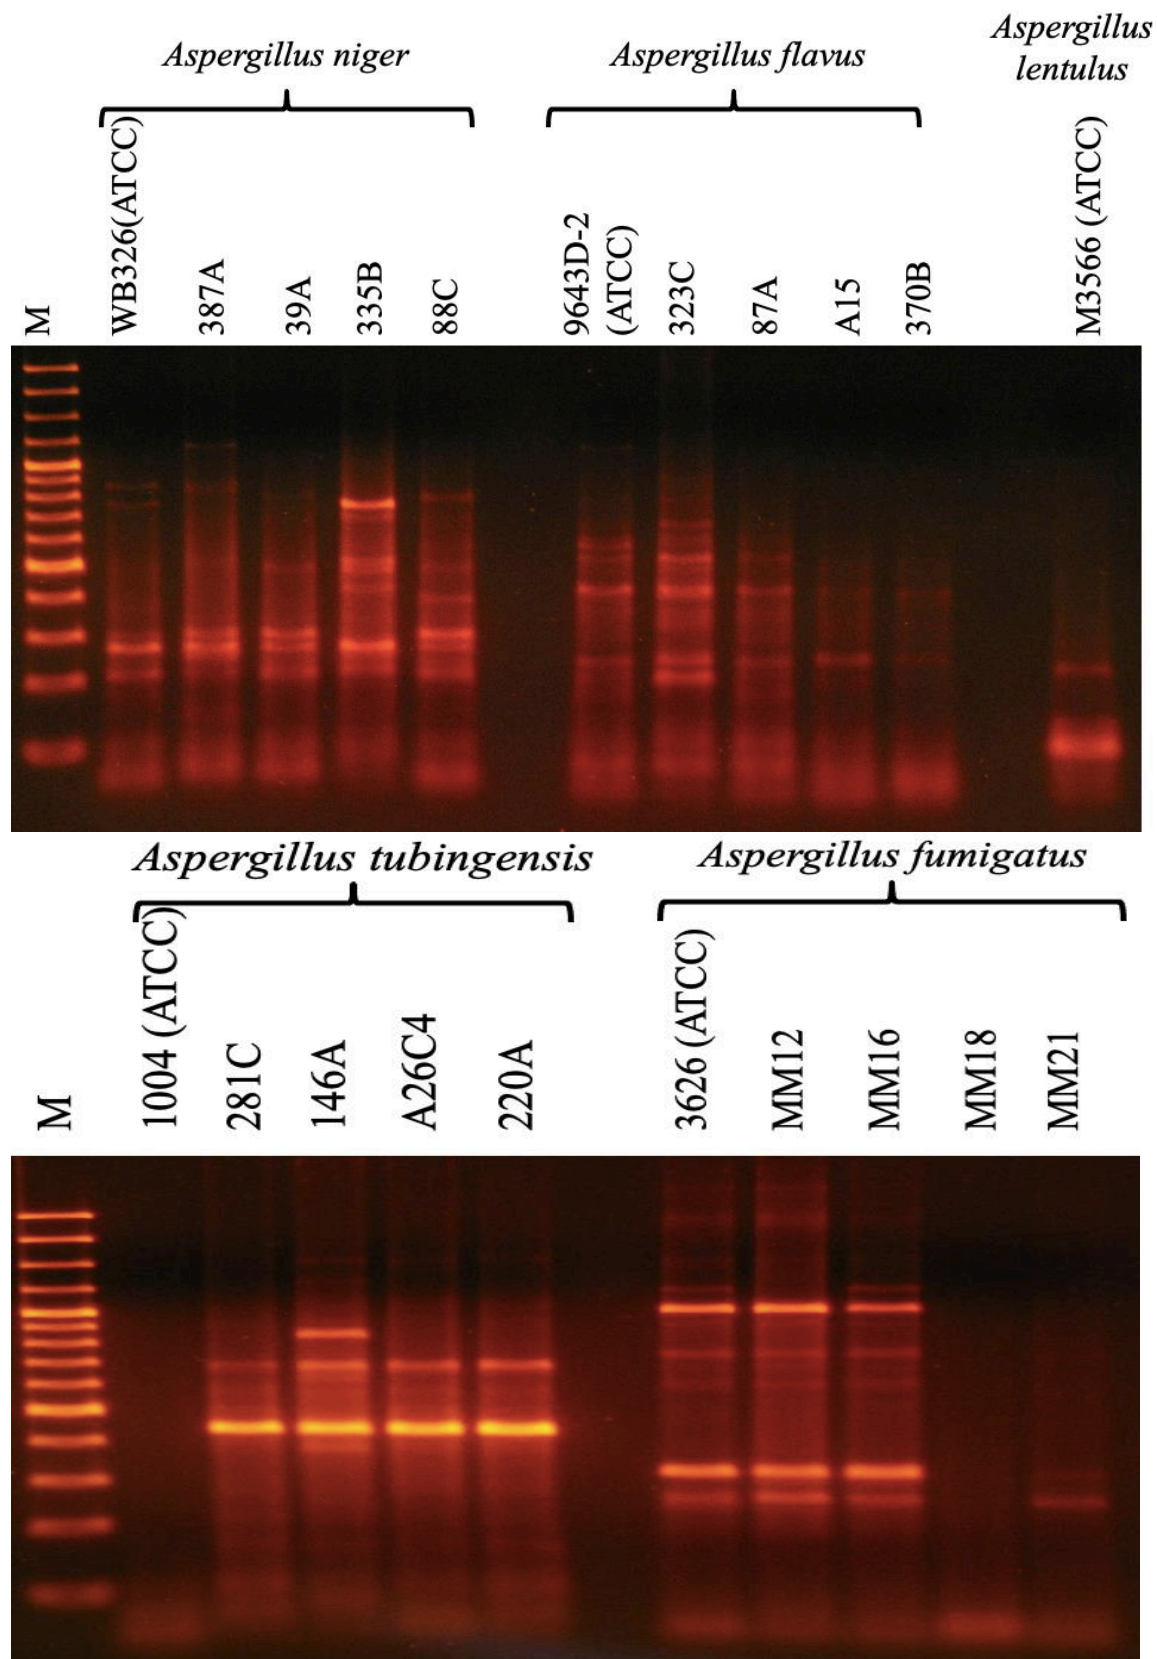 Aspergillus niger
Aspergillus flavus
Aspergillus
lentulus
M
WB326(ATCC)
387A
39A
335B
88C
9643D-2
(ATCC)
323C
87A
A15
370B
M3566 (ATCC)
Aspergillus tubingensis
Aspergillus fumigatus
M
1004 (ATCC)
281C
146A
A26C4
220A
3626 (ATCC)
MM12
MM16
MM18
MM21